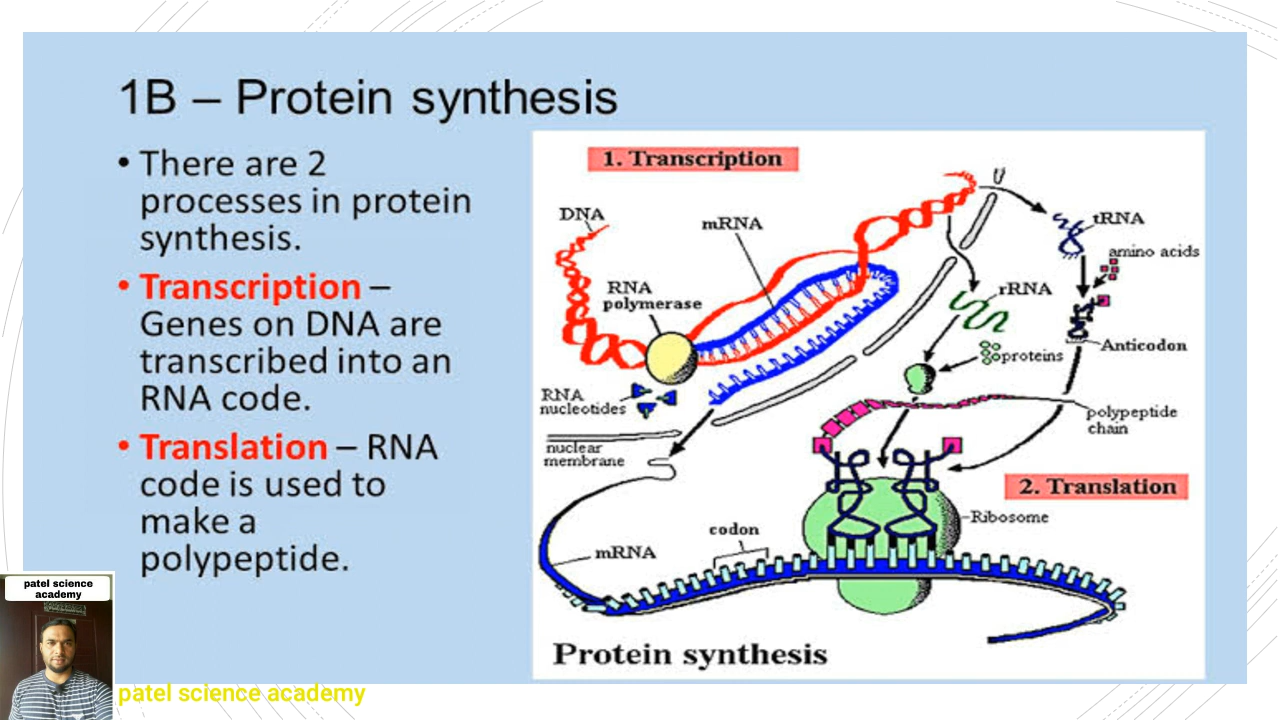 1B – Protein synthesis
• There are 2
processes in protein
synthesis.
• Transcription –
Genes on DNA are
transcribed into an
RNA code.
• Translation – RNA
code is used to
make a
polypeptide.
1. Transcription
DNA
mRNA
RNA
polymerase
RNA
nucleotides
nuclear
membrane
tRNA
amino acids
rRNA
Anticodon
proteins
polypeptide
chain
2. Translation
Ribosome
codon
mRNA
Protein synthesis
patel science
academy
patel science academy